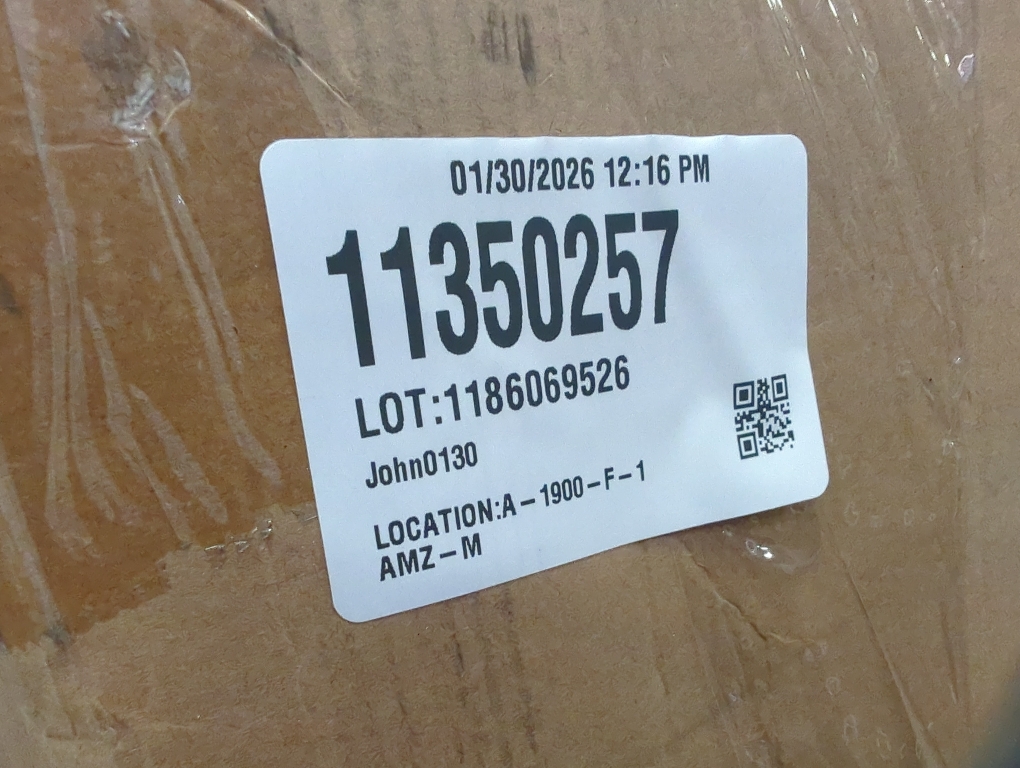 01/30/2026 12:16 PM
11350257
LOT:1186069526
John0130
LOCATION:A-1900-F-1
AMZ-M